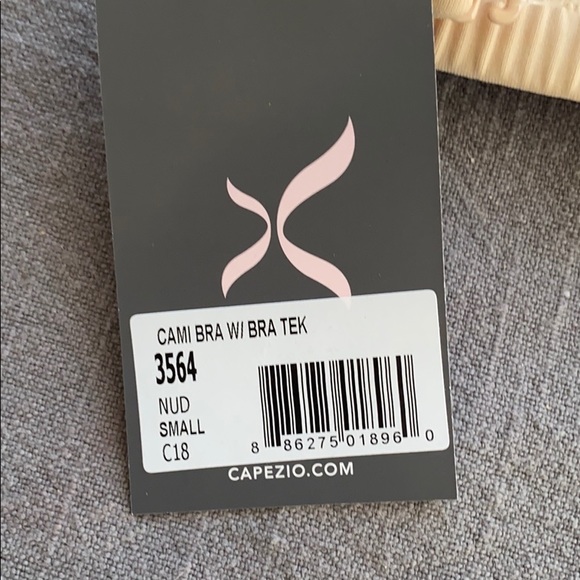 CAMI BRA W/ BRA TEK
3564
NUD
SMALL
C18
8 86275 01896 0
CAPEZIO.COM